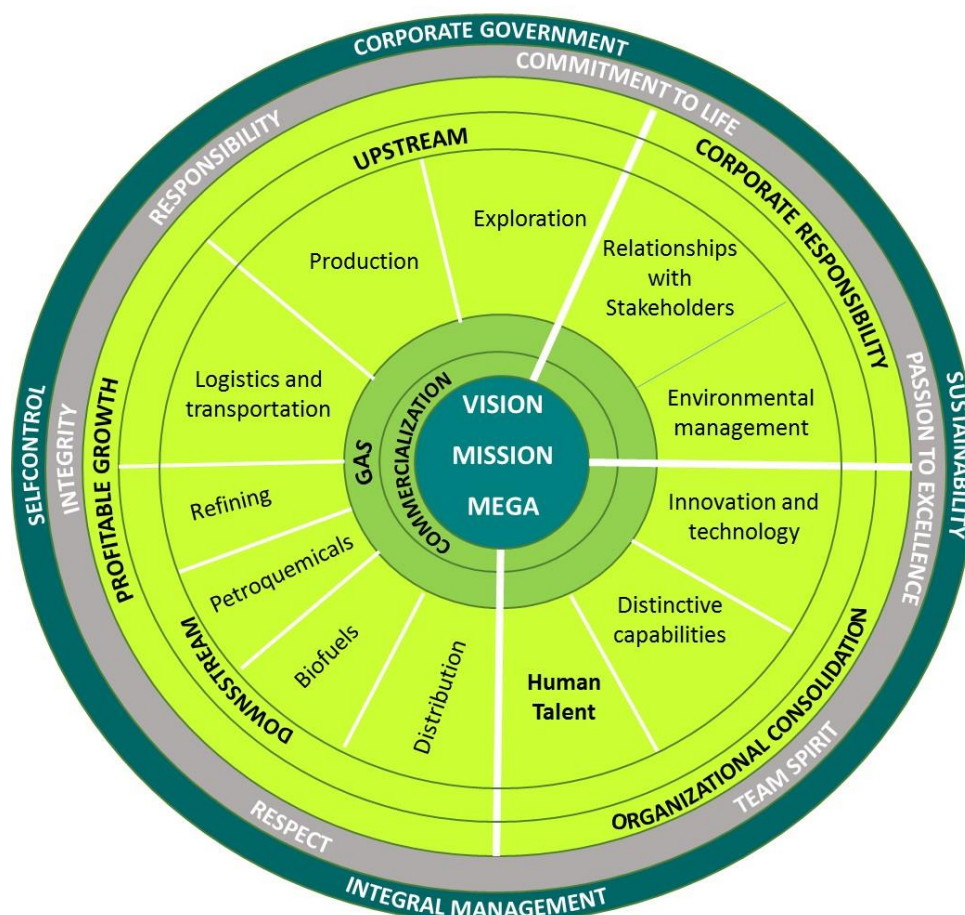 CORPORATE GOVERNMENT
COMMITMENT TO LIFE
RESPONSIBILITY
UPSTREAM
CORPORATE RESPONSIBILITY
Exploration
Production
Relationships
with
Stakeholders
Logistics and
transportation
Environmental
management
GAS
COMMERCIALIZATION
VISION
MISSION
MEGA
SELFCONTROL
INTEGRITY
PROFITABLE GROWTH
PASSION TO EXCELLENCE
SUSTAINABILITY
Refining
Petroquemicals
Biofuels
Distribution
Innovation and
technology
Distinctive
capabilities
Human
Talent
DOWNSSTREAM
ORGANIZATIONAL CONSOLIDATION
TEAM SPIRIT
RESPECT
INTEGRAL MANAGEMENT